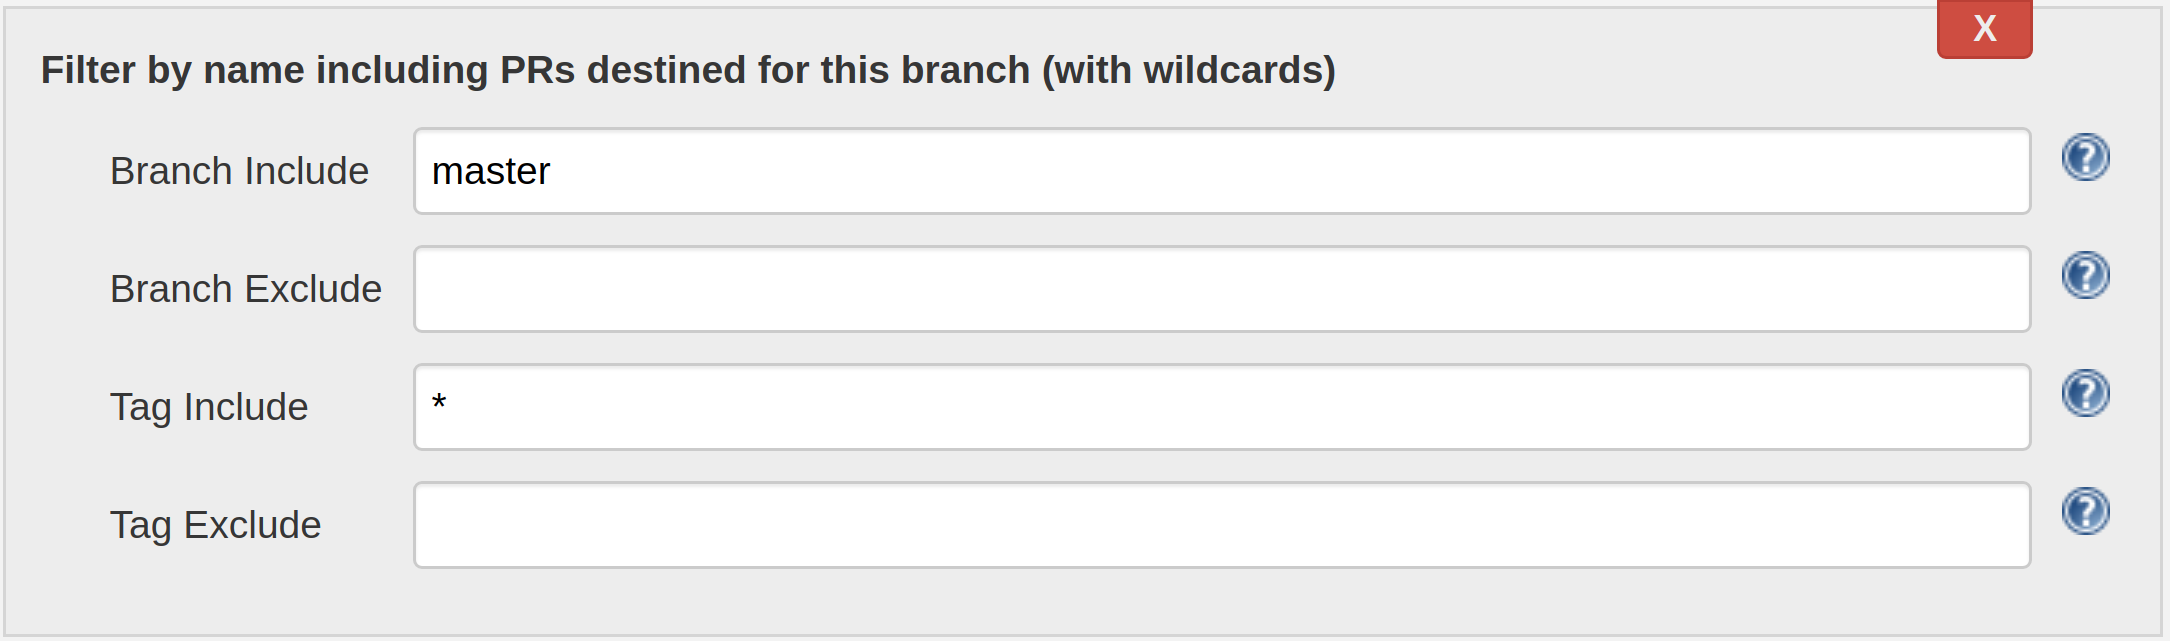 X
Filter by name including PRs destined for this branch (with wildcards)
Branch Include master ?
Branch Exclude ?
Tag Include * ?
Tag Exclude ?